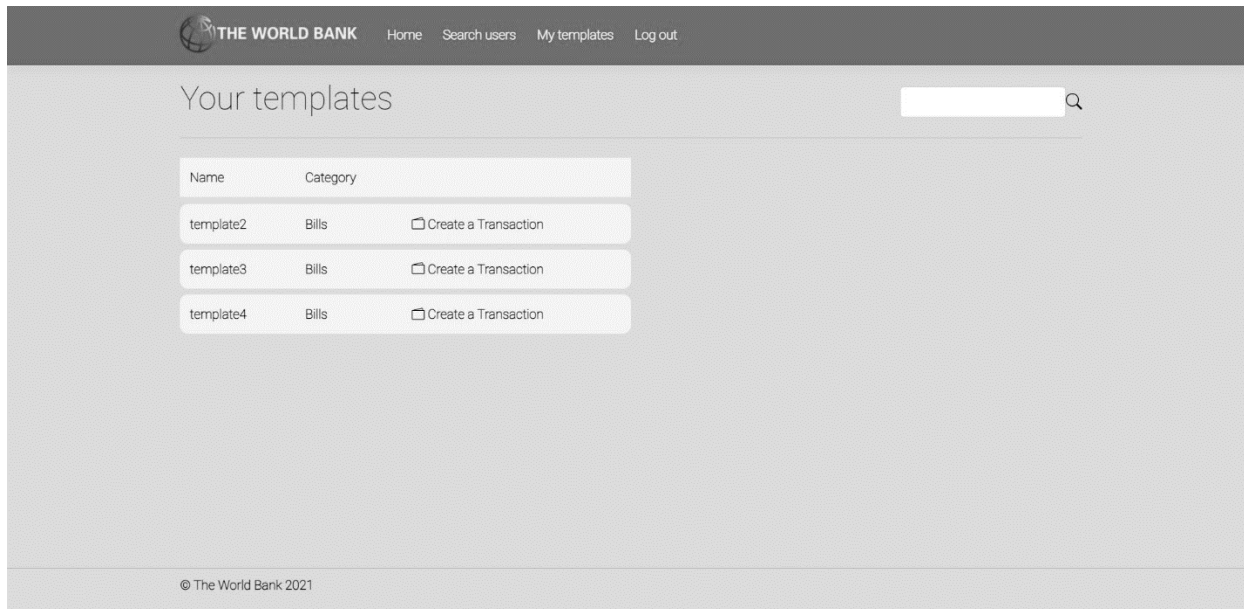 THE WORLD BANK Home Search users My templates Log out
Your templates
Name Category
template2 Bills Create a Transaction
template3 Bills Create a Transaction
template4 Bills Create a Transaction
© The World Bank 2021